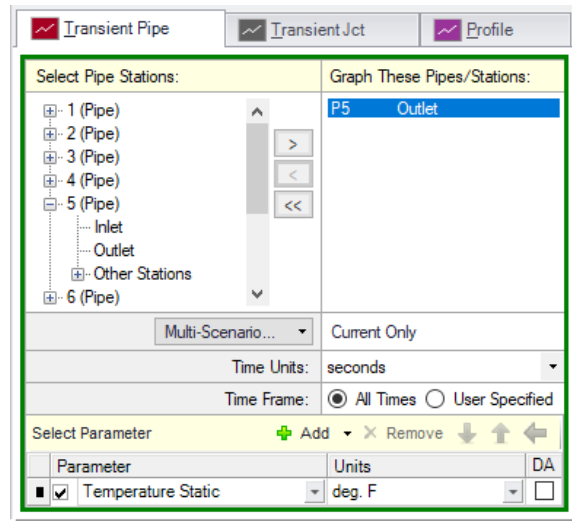 Transient Pipe Transient Jct Profile
Select Pipe Stations: Graph These Pipes/Stations:
1 (Pipe) P5 Outlet
2 (Pipe)
3 (Pipe) >
4 (Pipe) <
5 (Pipe) <<
Inlet
Outlet
Other Stations
6 (Pipe)
Multi-Scenario... Current Only
Time Units: seconds
Time Frame: All Times User Specified
Select Parameter Add Remove
Parameter Units DA
Temperature Static deg. F